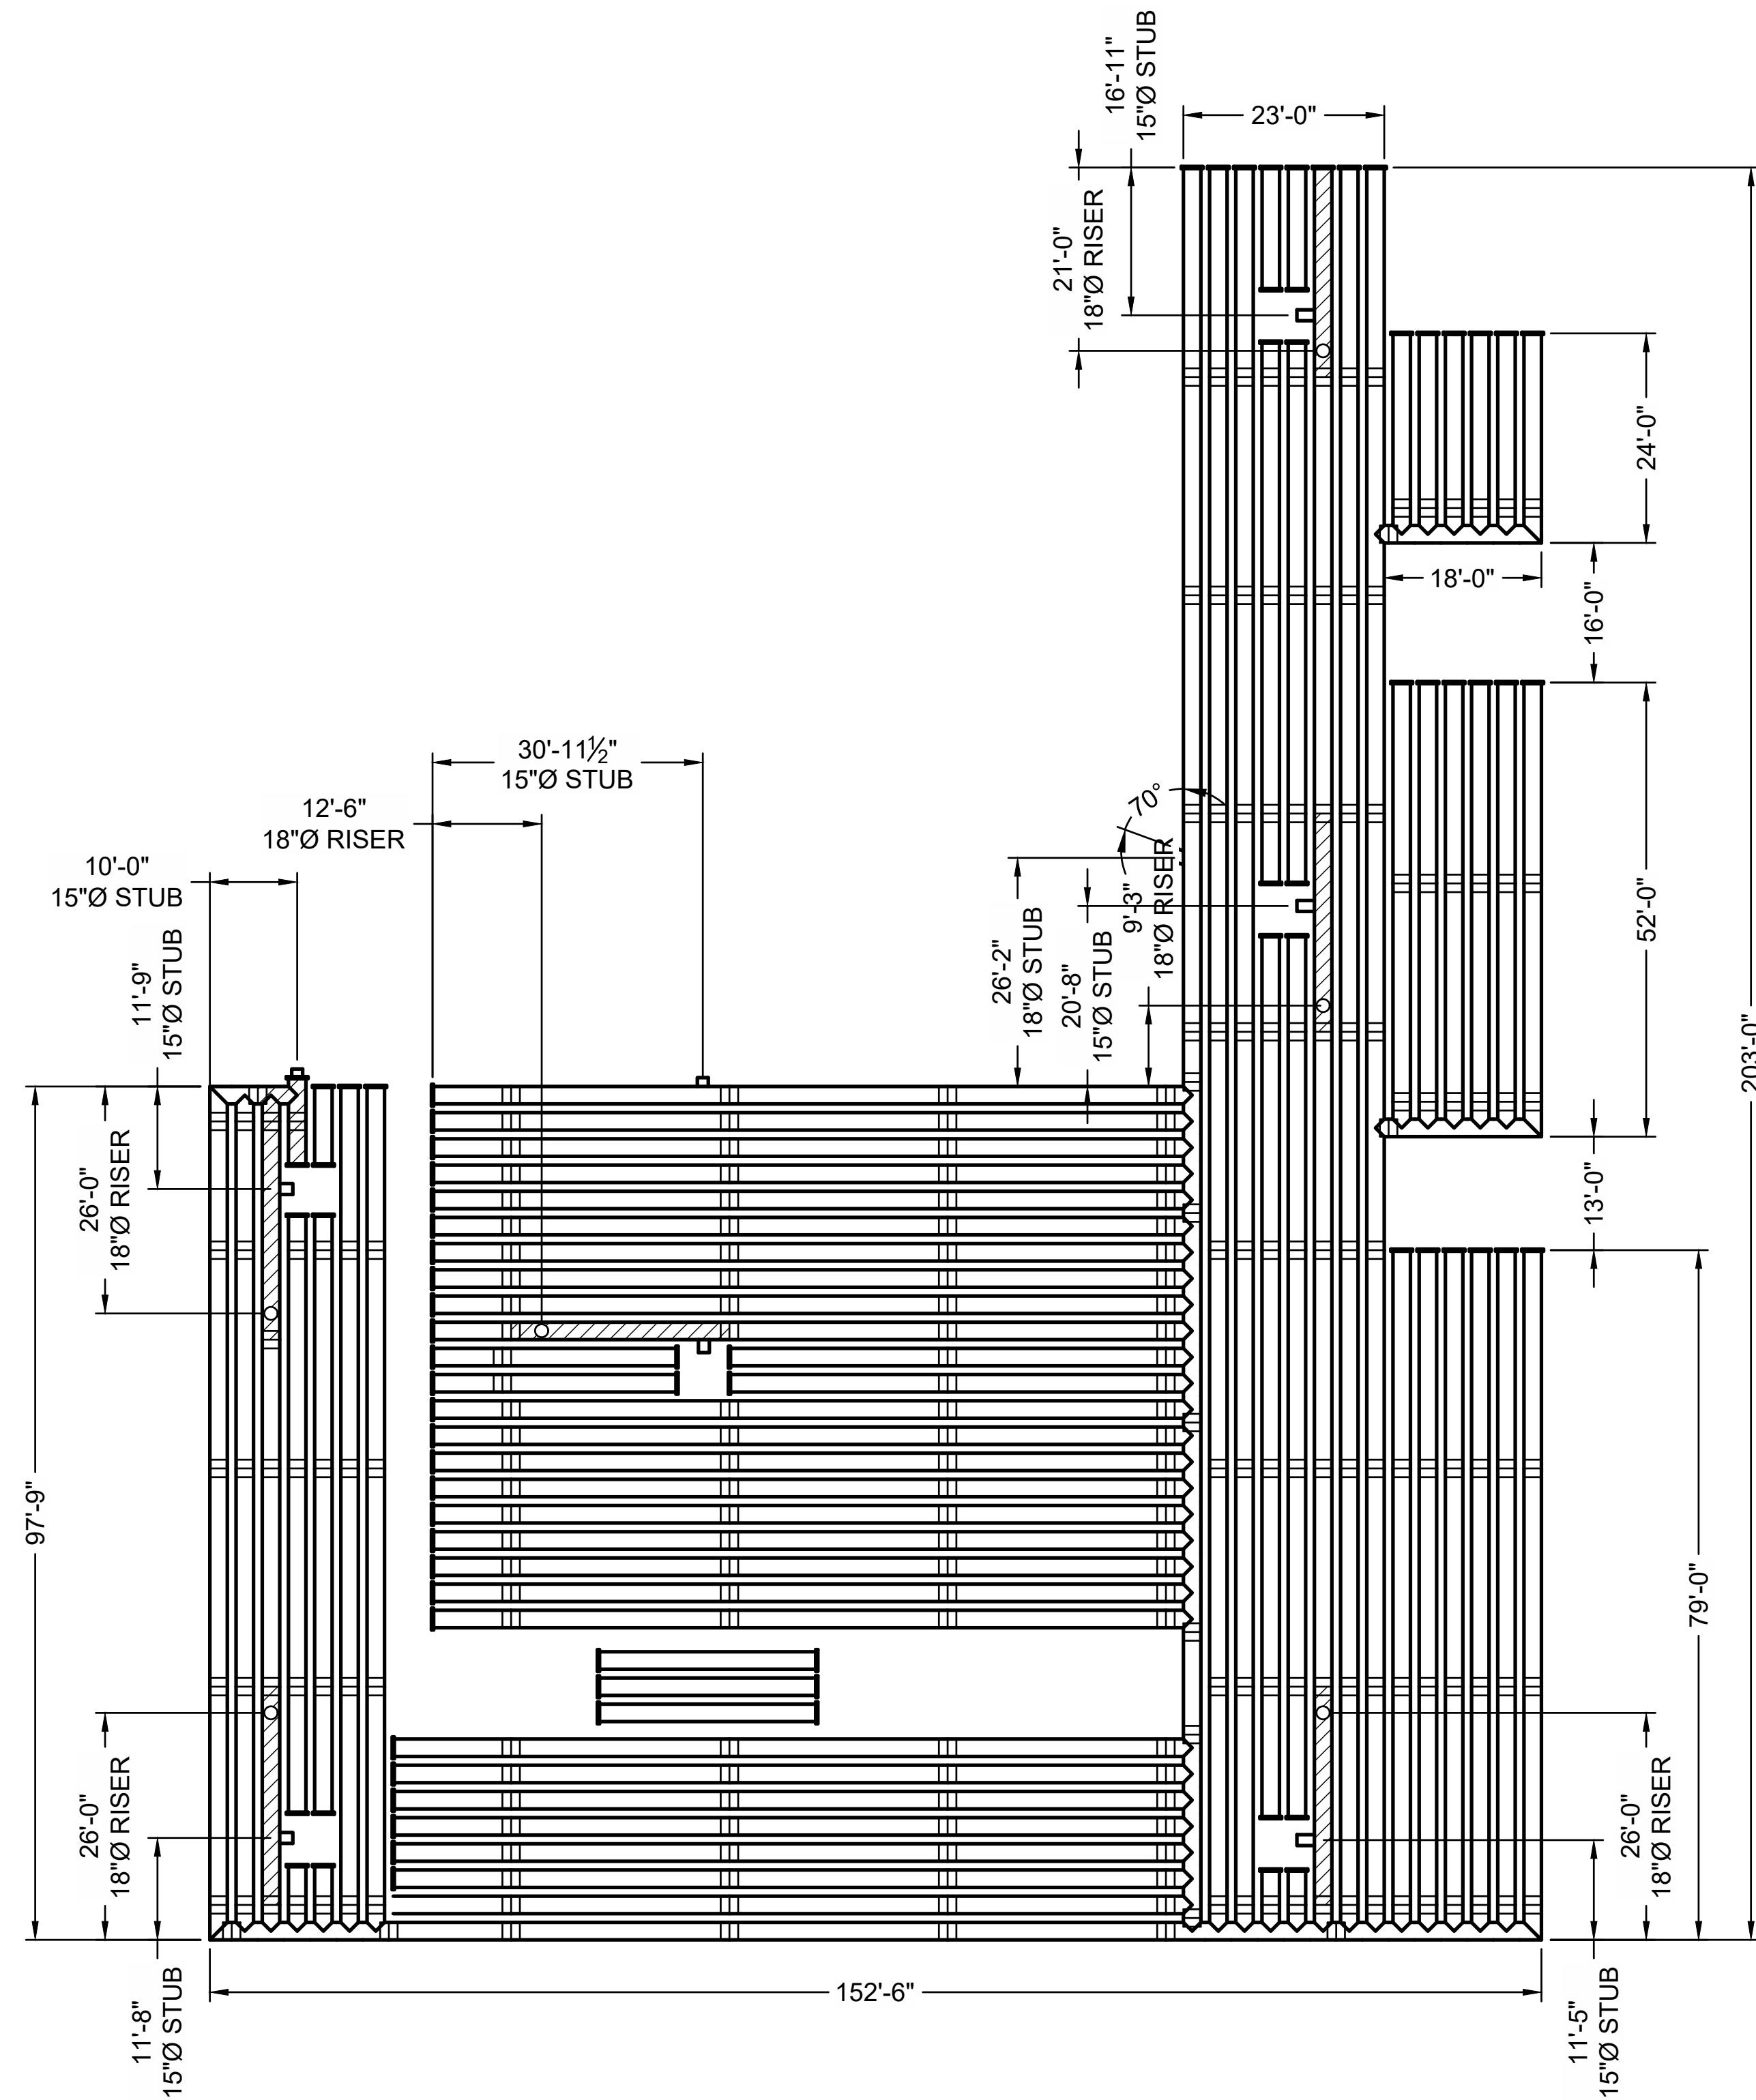 16'-11"
15"Ø STUB
23'-0"
21'-0"
18"Ø RISER
24'-0"
18'-0"
16'-0"
30'-11½"
15"Ø STUB
12'-6"
18"Ø RISER
10'-0"
15"Ø STUB
70°
9'-3"
18"Ø RISER
26'-2"
18"Ø STUB
20'-8"
15"Ø STUB
52'-0"
11'-9"
15"Ø STUB
203'-0"
26'-0"
18"Ø RISER
13'-0"
97'-9"
79'-0"
26'-0"
18"Ø RISER
26'-0"
18"Ø RISER
152'-6"
11'-8"
15"Ø STUB
11'-5"
15"Ø STUB